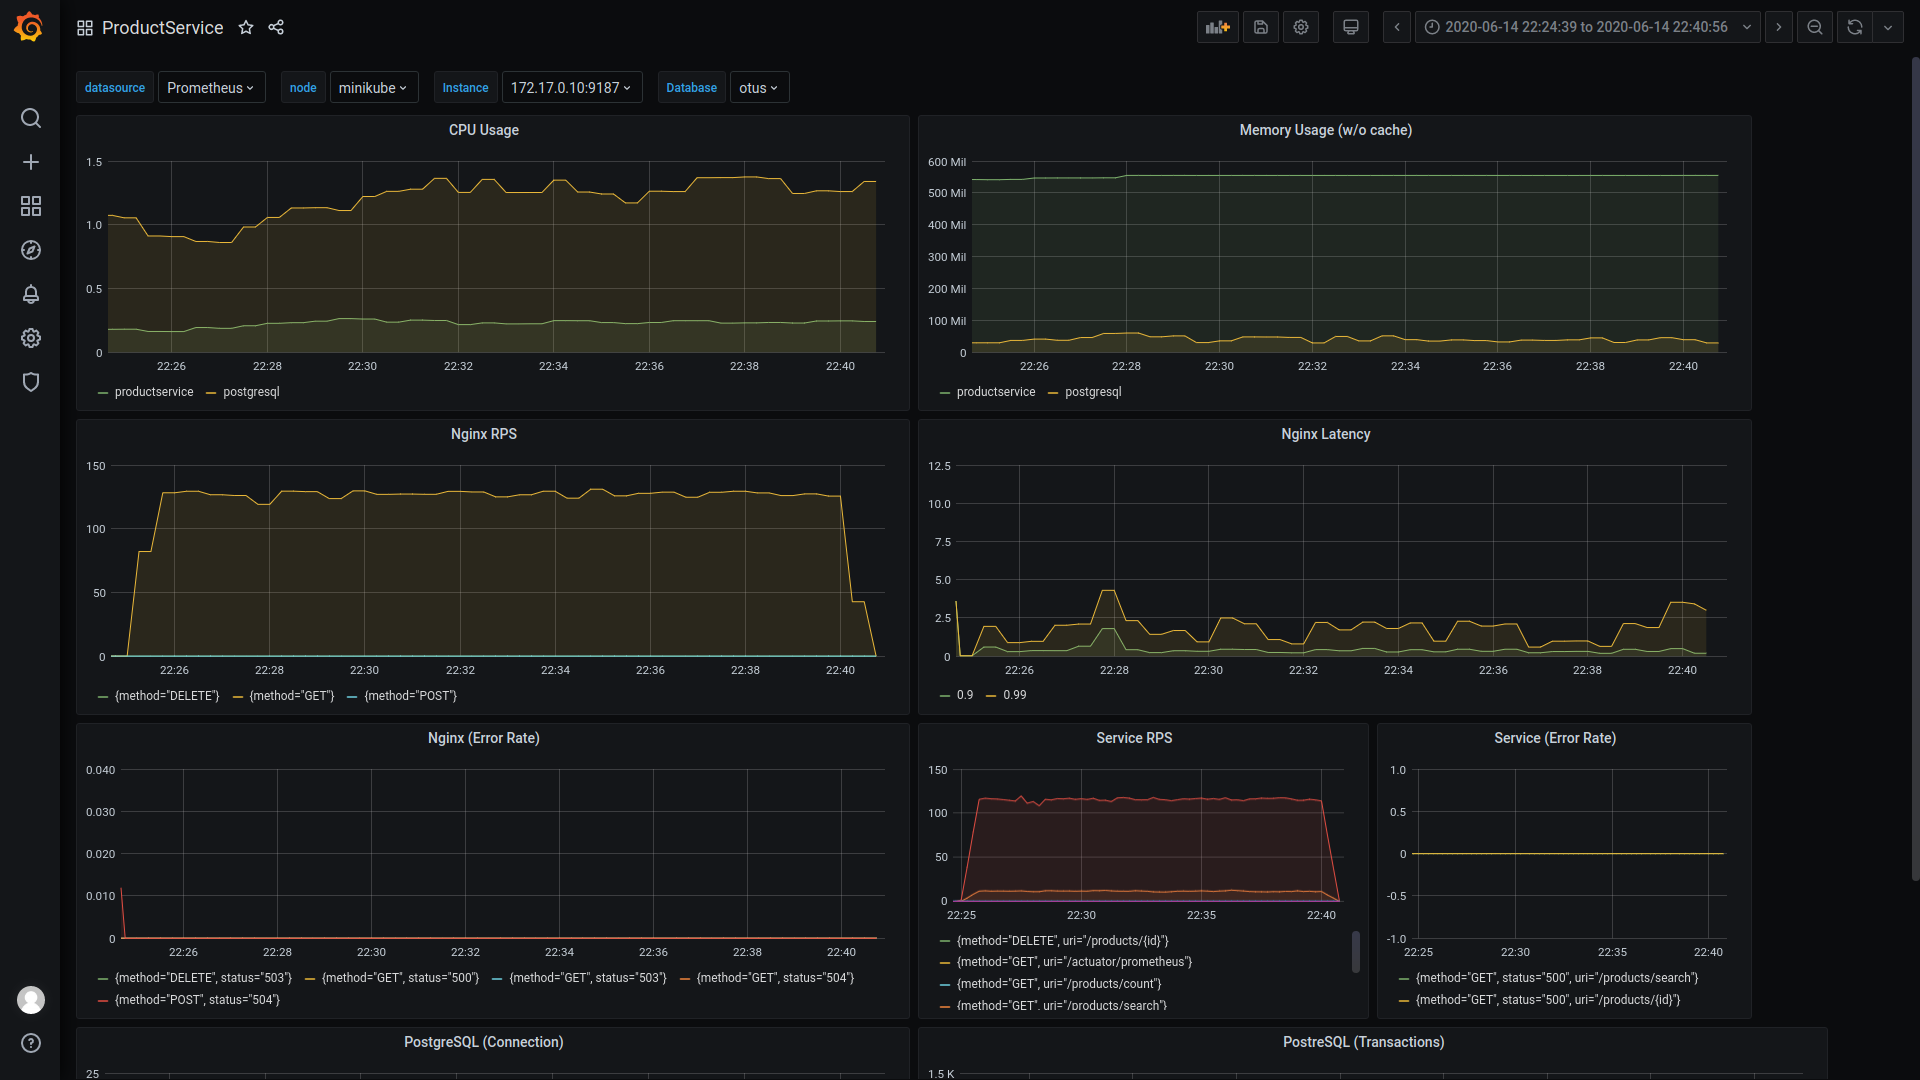 ProductService
2020-06-14 22:24:39 to 2020-06-14 22:40:56
datasource Prometheus node minikube Instance 172.17.0.10:9187 Database otus
CPU Usage
1.5
1.0
0.5
0
22:26 22:28 22:30 22:32 22:34 22:36 22:38 22:40
productservice postgresql
Memory Usage (w/o cache)
600 Mil
500 Mil
400 Mil
300 Mil
200 Mil
100 Mil
0
22:26 22:28 22:30 22:32 22:34 22:36 22:38 22:40
productservice postgresql
Nginx RPS
150
100
50
0
22:26 22:28 22:30 22:32 22:34 22:36 22:38 22:40
{method="DELETE"} {method="GET"} {method="POST"}
Nginx Latency
12.5
10.0
7.5
5.0
2.5
0
22:26 22:28 22:30 22:32 22:34 22:36 22:38 22:40
0.9 0.99
Nginx (Error Rate)
0.040
0.030
0.020
0.010
0
22:26 22:28 22:30 22:32 22:34 22:36 22:38 22:40
{method="DELETE", status="503"} {method="GET", status="500"} {method="GET", status="503"} {method="GET", status="504"}
{method="POST", status="504"}
Service RPS
150
100
50
0
22:25 22:30 22:35 22:40
{method="DELETE", uri="/products/{id}"}
{method="GET", uri="/actuator/prometheus"}
{method="GET", uri="/products/count"}
{method="GET", uri="/products/search"}
Service (Error Rate)
1.0
0.5
0
-0.5
-1.0
22:25 22:30 22:35 22:40
{method="GET", status="500", uri="/products/search"}
{method="GET", status="500", uri="/products/{id}"}
PostgreSQL (Connection)
25
PostreSQL (Transactions)
1.5 K